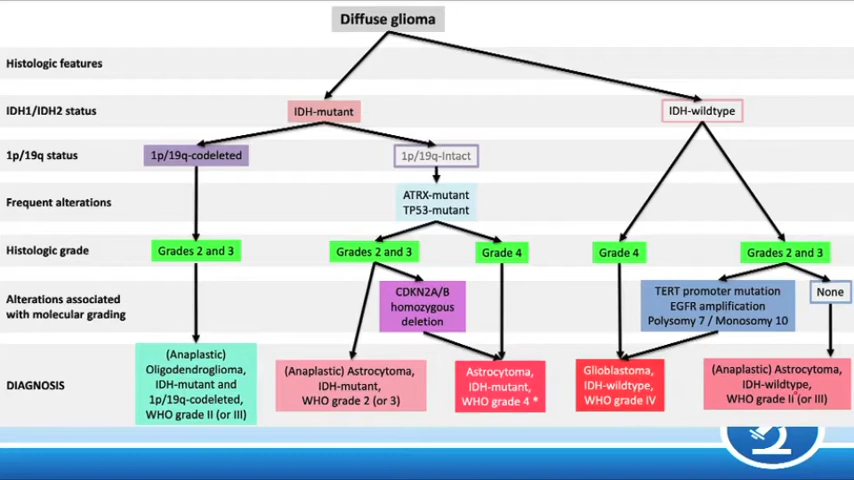 Diffuse glioma
Histologic features
IDH1/IDH2 status
IDH-mutant
IDH-wildtype
1p/19q status
1p/19q-codeleted
1p/19q-Intact
Frequent alterations
ATRX-mutant
TP53-mutant
Histologic grade
Grades 2 and 3
Grades 2 and 3
Grade 4
Grade 4
Grades 2 and 3
Alterations associated
with molecular grading
CDKN2A/B
homozygous
deletion
TERT promoter mutation
EGFR amplification
Polysomy 7 / Monosomy 10
None
DIAGNOSIS
(Anaplastic)
Oligodendroglioma,
IDH-mutant and
1p/19q-codeleted,
WHO grade II (or III)
(Anaplastic) Astrocytoma,
IDH-mutant,
WHO grade 2 (or 3)
Astrocytoma,
IDH-mutant,
WHO grade 4 *
Glioblastoma,
IDH-wildtype,
WHO grade IV
(Anaplastic) Astrocytoma,
IDH-wildtype,
WHO grade II*(or III)